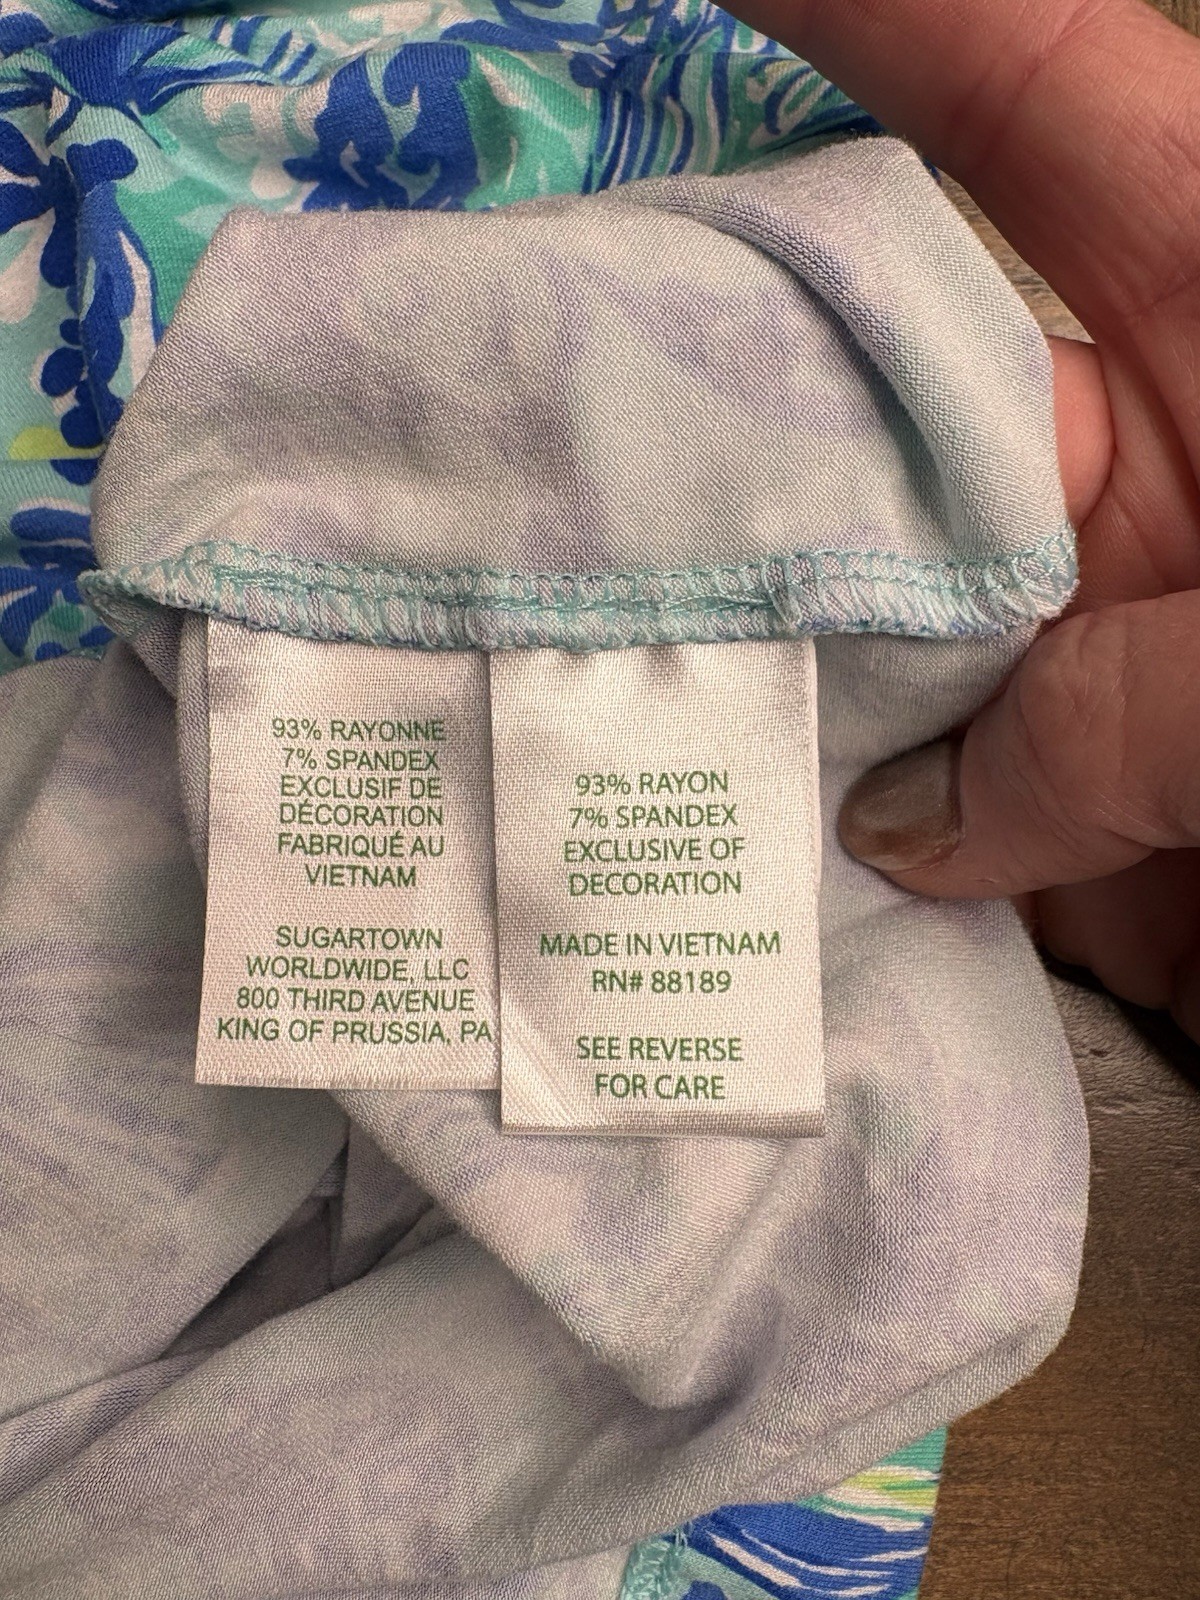 93% RAYONNE
7% SPANDEX
EXCLUSIF DE
DÉCORATION
FABRIQUÉ AU
VIETNAM
SUGARTOWN
WORLDWIDE, LLC
800 THIRD AVENUE
KING OF PRUSSIA, PA
93% RAYON
7% SPANDEX
EXCLUSIVE OF
DECORATION
MADE IN VIETNAM
RN# 88189
SEE REVERSE
FOR CARE